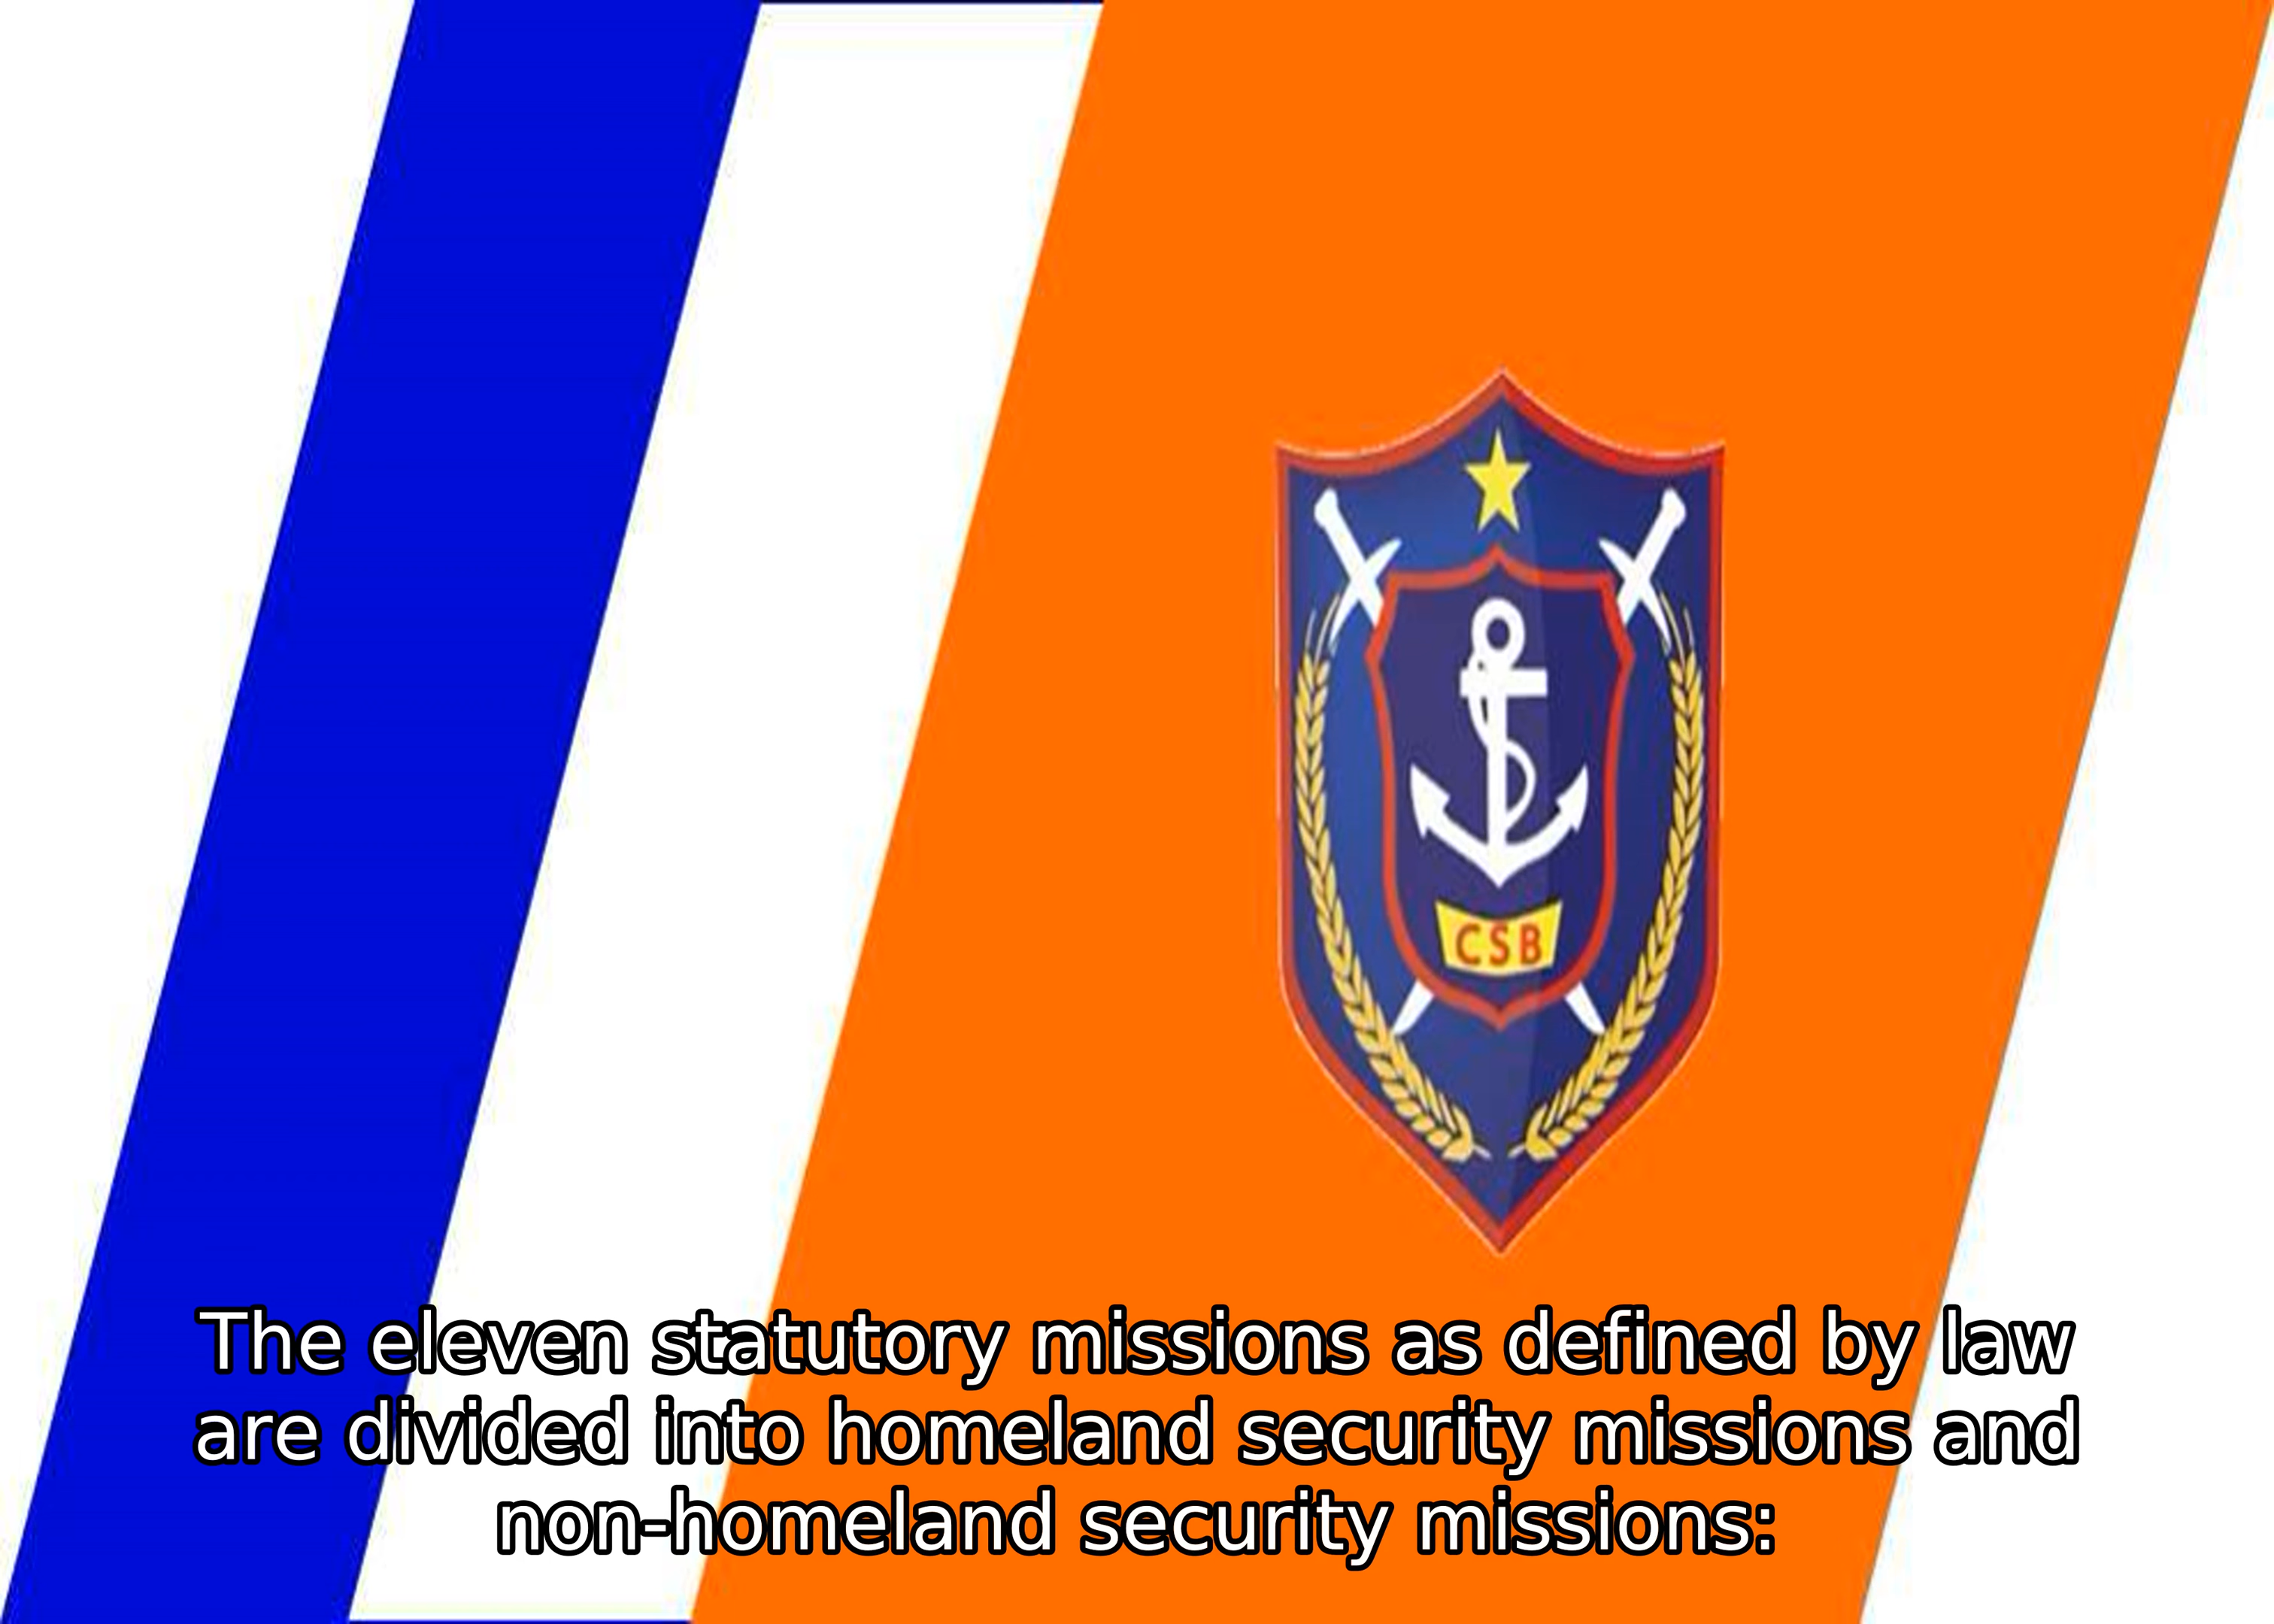 CSB
The eleven statutory missions as defined by law
are divided into homeland security missions and
non-homeland security missions: